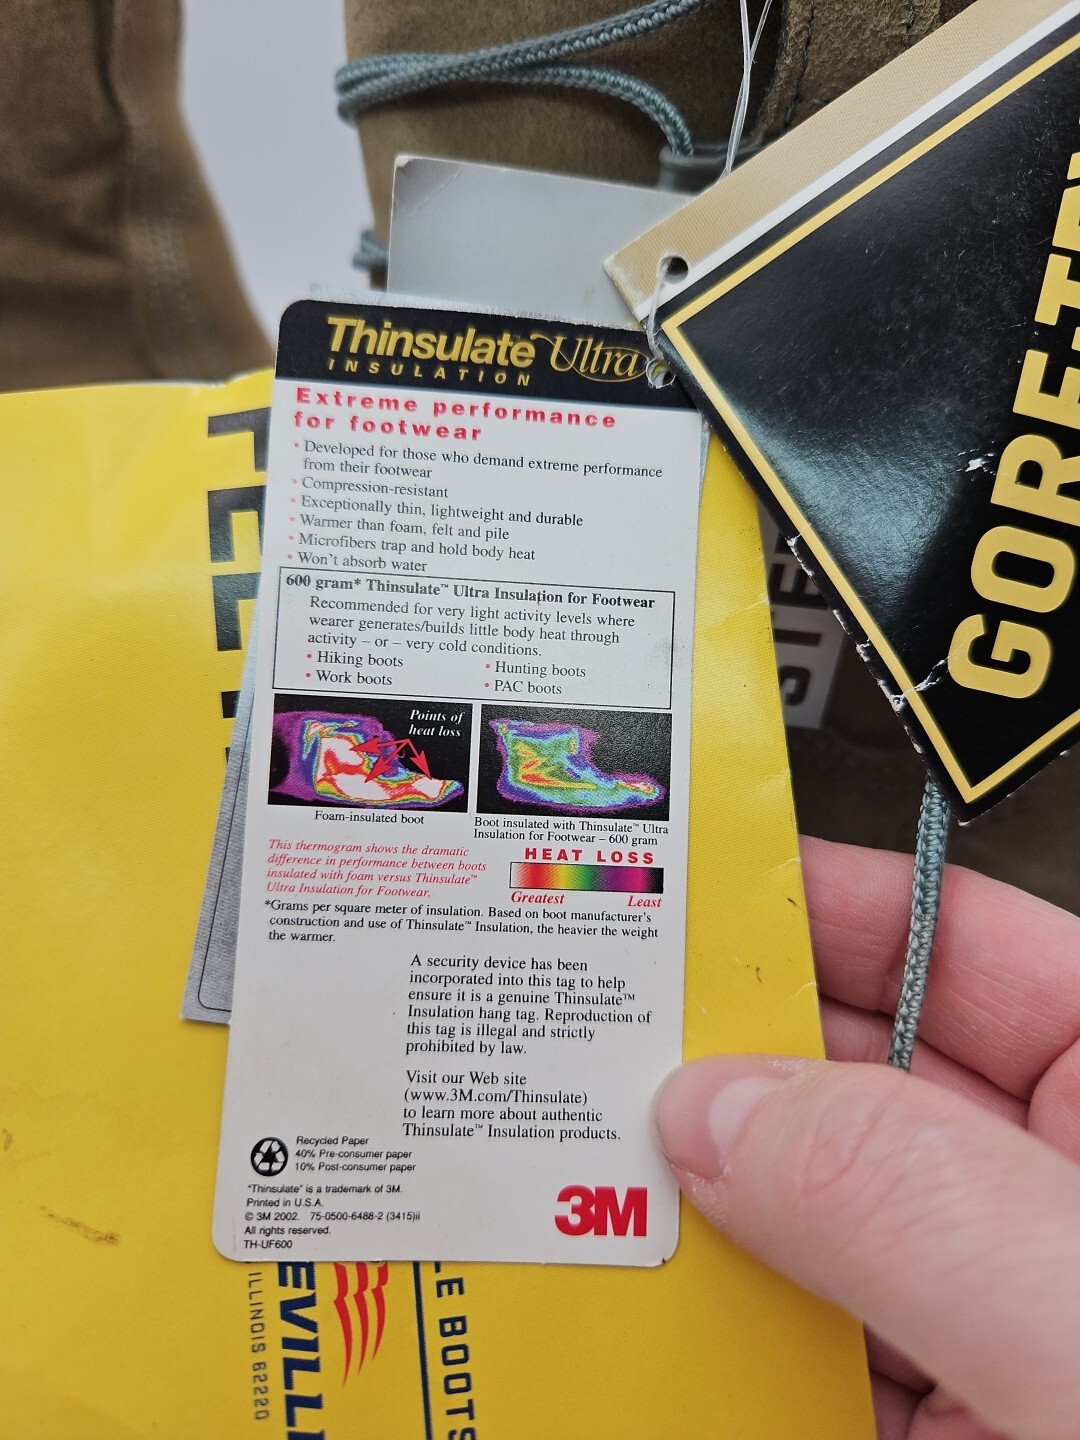 Thinsulate Ultra
INSULATION
Extreme performance
for footwear
• Developed for those who demand extreme performance
from their footwear
• Compression-resistant
• Exceptionally thin, lightweight and durable
• Warmer than foam, felt and pile
• Microfibers trap and hold body heat
• Won't absorb water
600 gram* Thinsulate™ Ultra Insulation for Footwear
Recommended for very light activity levels where
wearer generates/builds little body heat through
activity – or – very cold conditions.
• Hiking boots
• Hunting boots
• Work boots
• PAC boots
Points of
heat loss
Foam-insulated boot
Boot insulated with Thinsulate™ Ultra
Insulation for Footwear – 600 gram
This thermogram shows the dramatic
difference in performance between boots
insulated with foam versus Thinsulate™
Ultra Insulation for Footwear.
HEAT LOSS
Greatest
Least
*Grams per square meter of insulation. Based on boot manufacturer's
construction and use of Thinsulate™ Insulation, the heavier the weight
the warmer.
A security device has been
incorporated into this tag to help
ensure it is a genuine Thinsulate™
Insulation hang tag. Reproduction of
this tag is illegal and strictly
prohibited by law.
Visit our Web site
(www.3M.com/Thinsulate)
to learn more about authentic
Thinsulate™ Insulation products.
Recycled Paper
40% Pre-consumer paper
10% Post-consumer paper
"Thinsulate" is a trademark of 3M.
Printed in U.S.A.
© 3M 2002. 75-0500-6488-2 (3415)ii
All rights reserved.
TH-UF600
3M
GORE-TEX
EVILL
ILLINOIS 62220
LE BOOTS
STEE